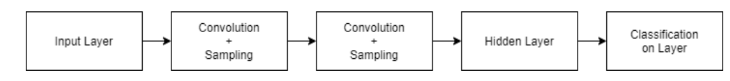 Input Layer
Convolution
+
Sampling
Convolution
+
Sampling
Hidden Layer
Classification
on Layer